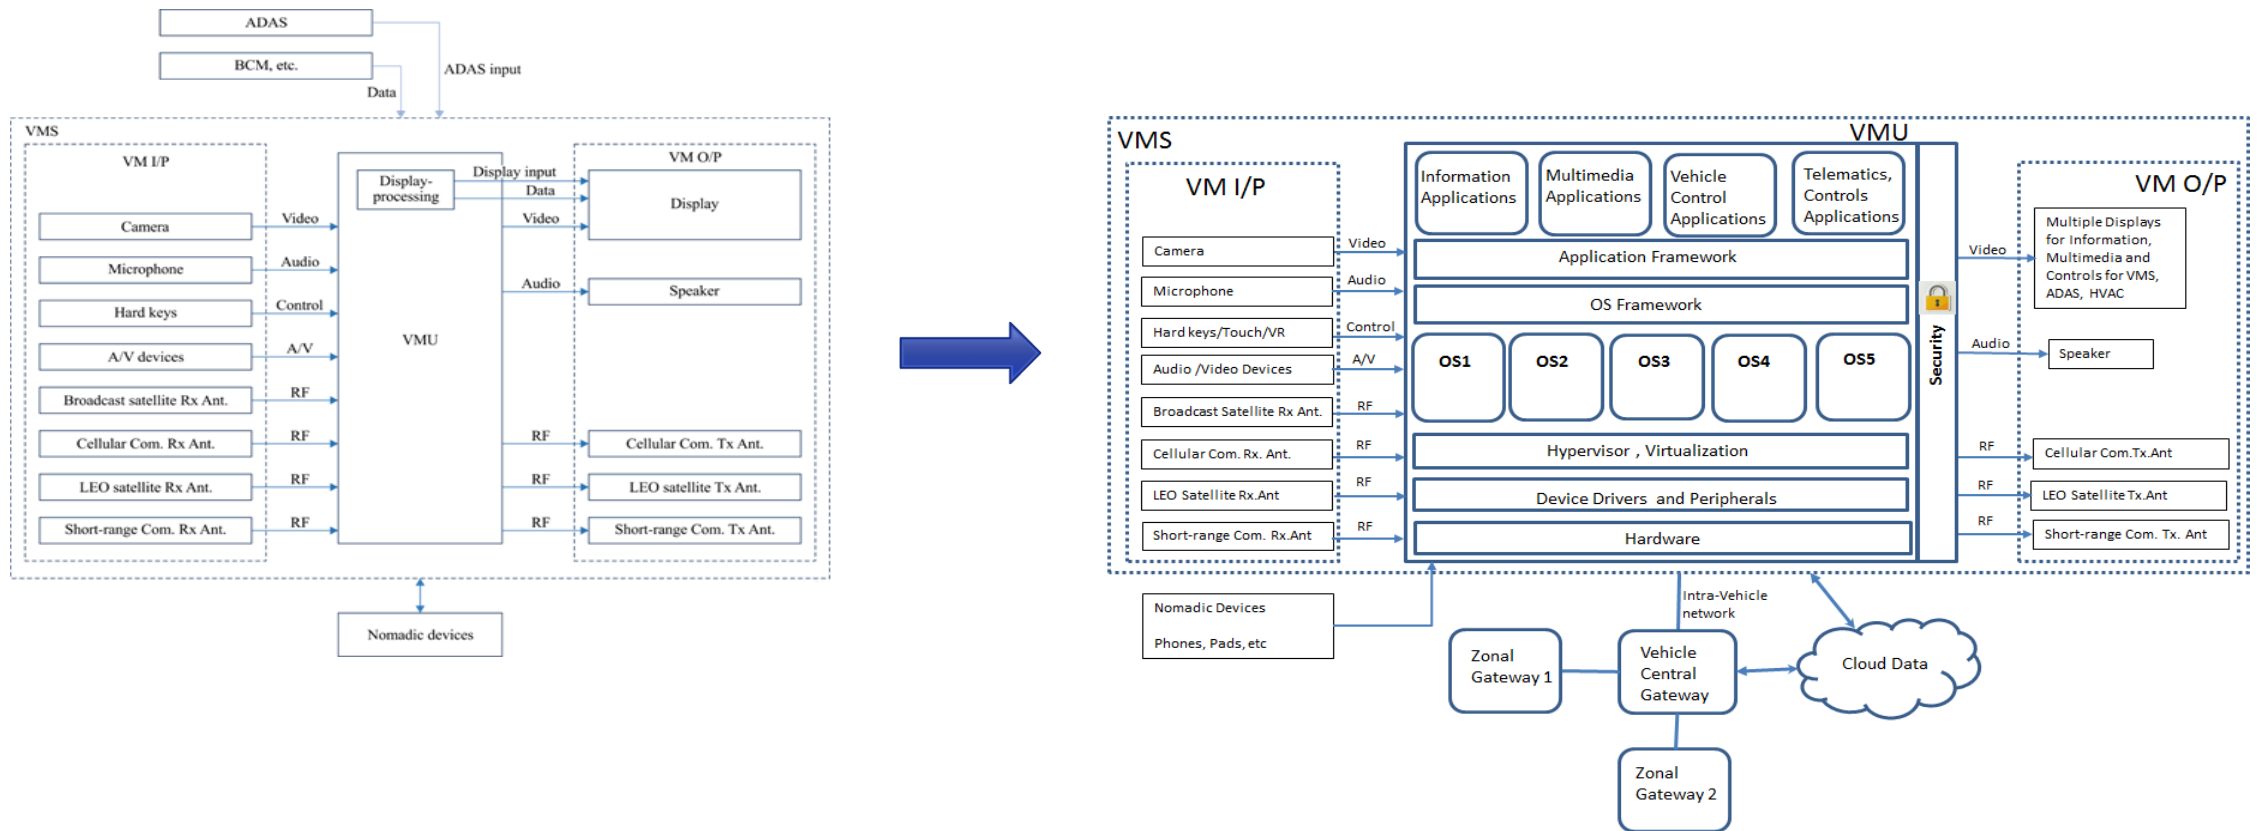 ADAS
BCM, etc.
ADAS input
Data
VMS
VM I/P
VM O/P
Display input
Display-
processing
Data
Display
Camera
Video
Video
Microphone
Audio
Audio
Speaker
Hard keys
Control
VMU
A/V devices
A/V
Broadcast satellite Rx Ant.
RF
Cellular Com. Rx Ant.
RF
RF
Cellular Com. Tx Ant.
LEO satellite Rx Ant.
RF
RF
LEO satellite Tx Ant.
Short-range Com. Rx Ant.
RF
RF
Short-range Com. Tx Ant.
Nomadic devices
VMS
VMU
VM I/P
VM O/P
Information
Applications
Multimedia
Applications
Vehicle
Control
Applications
Telematics,
Controls
Applications
Camera
Video
Application Framework
Video
Multiple Displays
for Information,
Multimedia and
Controls for VMS,
ADAS, HVAC
Microphone
Audio
OS Framework
Hard keys/Touch/VR
Control
Audio /Video Devices
A/V
OS1
OS2
OS3
OS4
OS5
Security
Audio
Speaker
Broadcast Satellite Rx Ant.
RF
Cellular Com. Rx. Ant.
RF
Hypervisor , Virtualization
RF
Cellular Com.Tx.Ant
LEO Satellite Rx.Ant
RF
Device Drivers and Peripherals
RF
LEO Satellite Tx.Ant
Short-range Com. Rx.Ant
RF
Hardware
RF
Short-range Com. Tx. Ant
Nomadic Devices
Phones, Pads, etc
Intra-Vehicle
network
Zonal
Gateway 1
Vehicle
Central
Gateway
Cloud Data
Zonal
Gateway 2